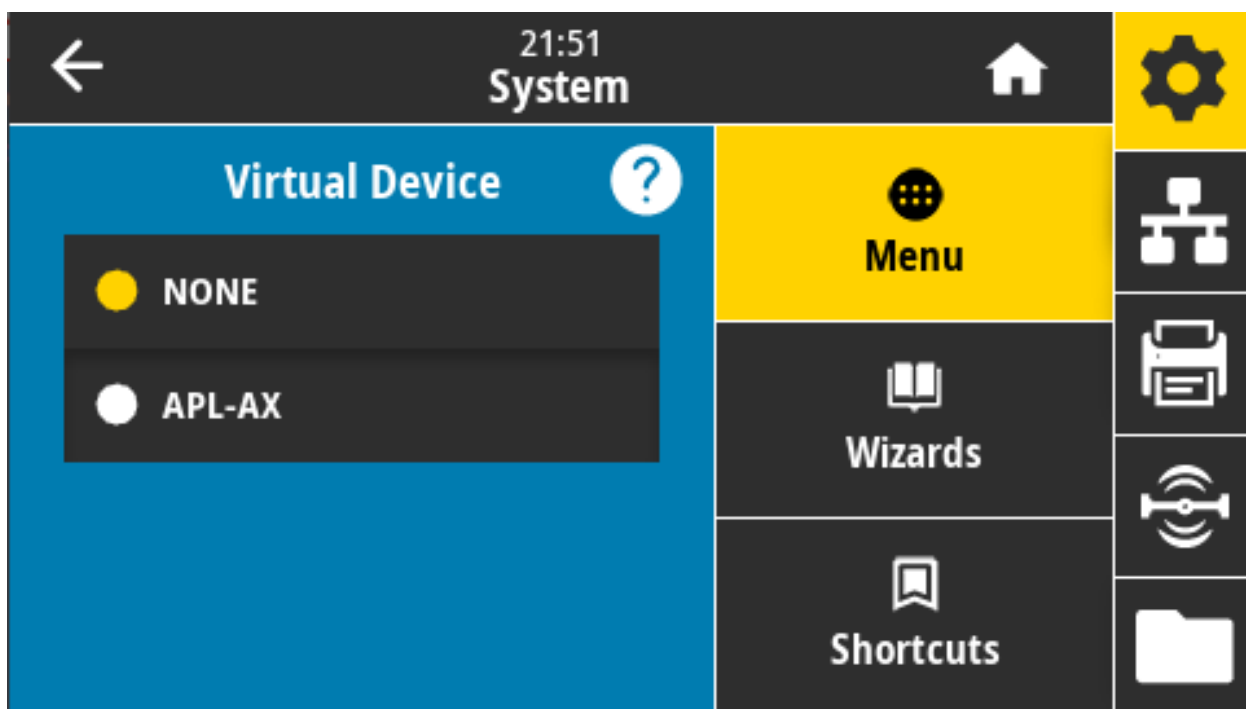 21:51
System
Virtual Device
?
NONE
APL-AX
Menu
Wizards
Shortcuts